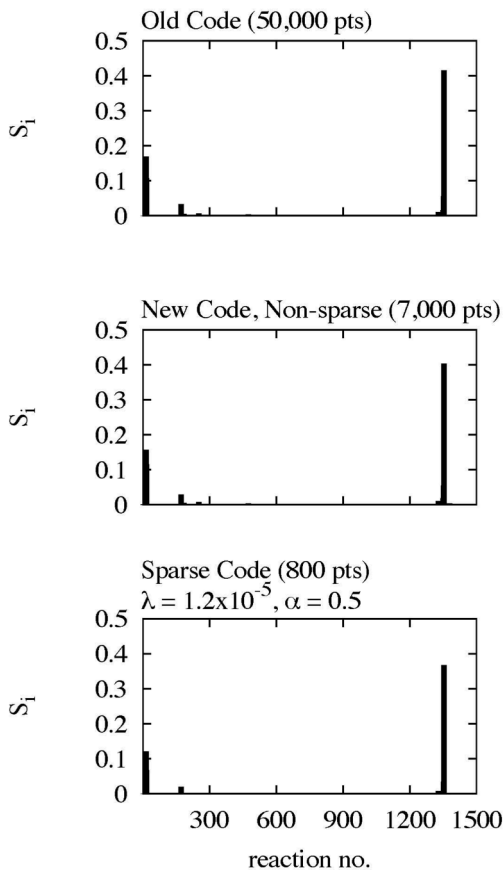 Old Code (50,000 pts)
0.5
0.4
0.3
0.2
0.1
0
S_i
New Code, Non-sparse (7,000 pts)
0.5
0.4
0.3
0.2
0.1
0
S_i
Sparse Code (800 pts)
λ = 1.2x10^-5, α = 0.5
0.5
0.4
0.3
0.2
0.1
0
S_i
300 600 900 1200 1500
reaction no.